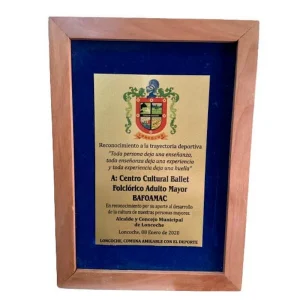 Reconocimiento a la trayectoria deportiva
"Toda persona deja una enseñanza,
toda enseñanza deja una experiencia
y toda experiencia deja una huella"
A: Centro Cultural Ballet
Folclórico Adulto Mayor
BAFOAMAC
En reconocimiento por su aporte al desarrollo
de la cultura de nuestras personas mayores.
Alcalde y Concejo Municipal
de Loncoche
Loncoche, 09 Enero de 2020
LONCOCHE, COMUNA AMIGABLE CON EL DEPORTE